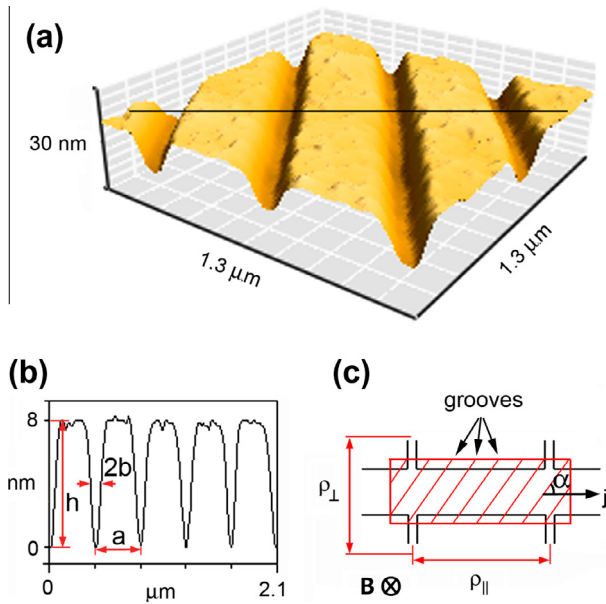 (a)
30 nm
1.3 µm
1.3 µm
(b)
8
nm
0
h
2b
a
0
µm
2.1
(c)
grooves
α
j
ρ⊥
ρ||
B ⊗